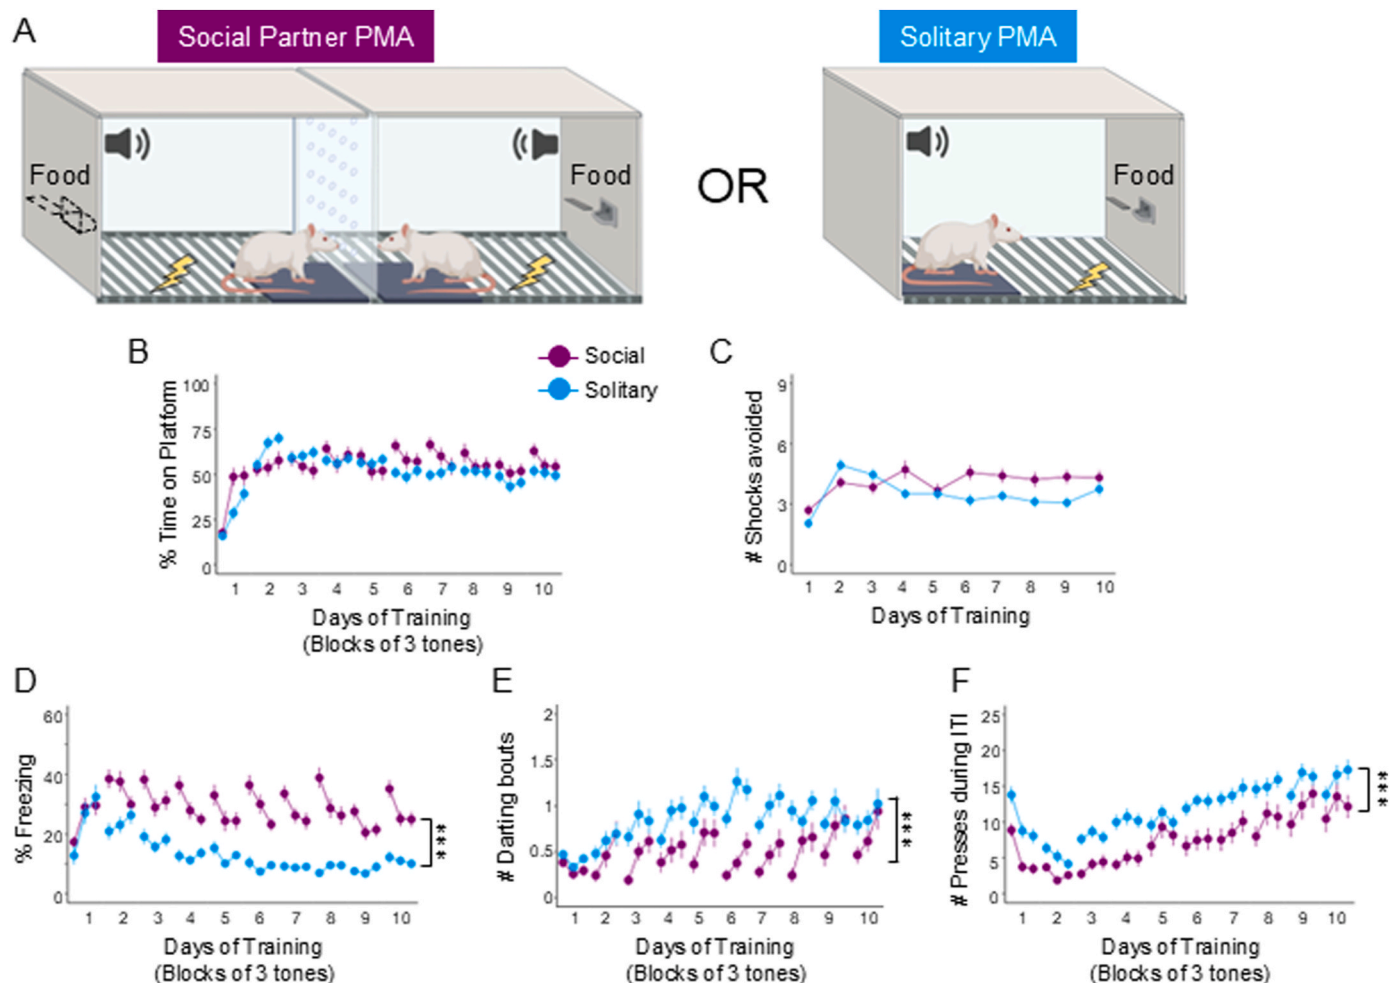 A
Social Partner PMA
Solitary PMA
Food
Food
OR
Food
B
Social
Solitary
% Time on Platform
100
75
50
25
0
1 2 3 4 5 6 7 8 9 10
Days of Training
(Blocks of 3 tones)
C
# Shocks avoided
9
6
3
0
1 2 3 4 5 6 7 8 9 10
Days of Training
D
% Freezing
60
40
20
0
1 2 3 4 5 6 7 8 9 10
Days of Training
(Blocks of 3 tones)
***
E
# Darting bouts
2
1.5
1
0.5
0
1 2 3 4 5 6 7 8 9 10
Days of Training
(Blocks of 3 tones)
***
F
# Presses during ITI
25
20
15
10
5
0
1 2 3 4 5 6 7 8 9 10
Days of Training
(Blocks of 3 tones)
***